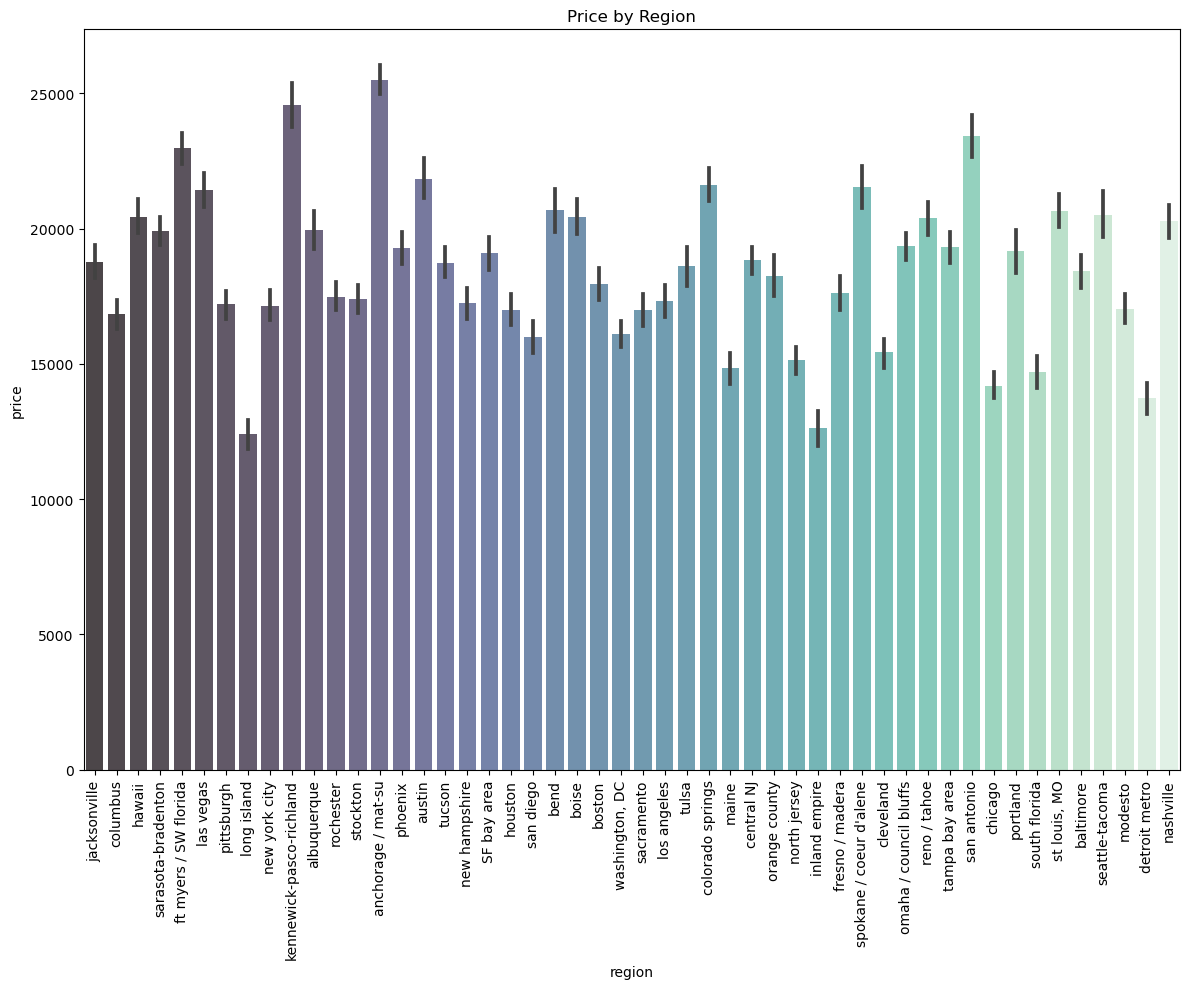 Price by Region
price
25000
20000
15000
10000
5000
0
jacksonville
columbus
hawaii
sarasota-bradenton
ft myers / SW florida
las vegas
pittsburgh
long island
new york city
kennewick-pasco-richland
albuquerque
rochester
stockton
anchorage / mat-su
phoenix
austin
tucson
new hampshire
SF bay area
houston
san diego
bend
boise
boston
washington, DC
sacramento
los angeles
tulsa
colorado springs
maine
central NJ
orange county
north jersey
inland empire
fresno / madera
spokane / coeur d'alene
cleveland
omaha / council bluffs
reno / tahoe
tampa bay area
san antonio
chicago
portland
south florida
st louis, MO
baltimore
seattle-tacoma
modesto
detroit metro
nashville
region